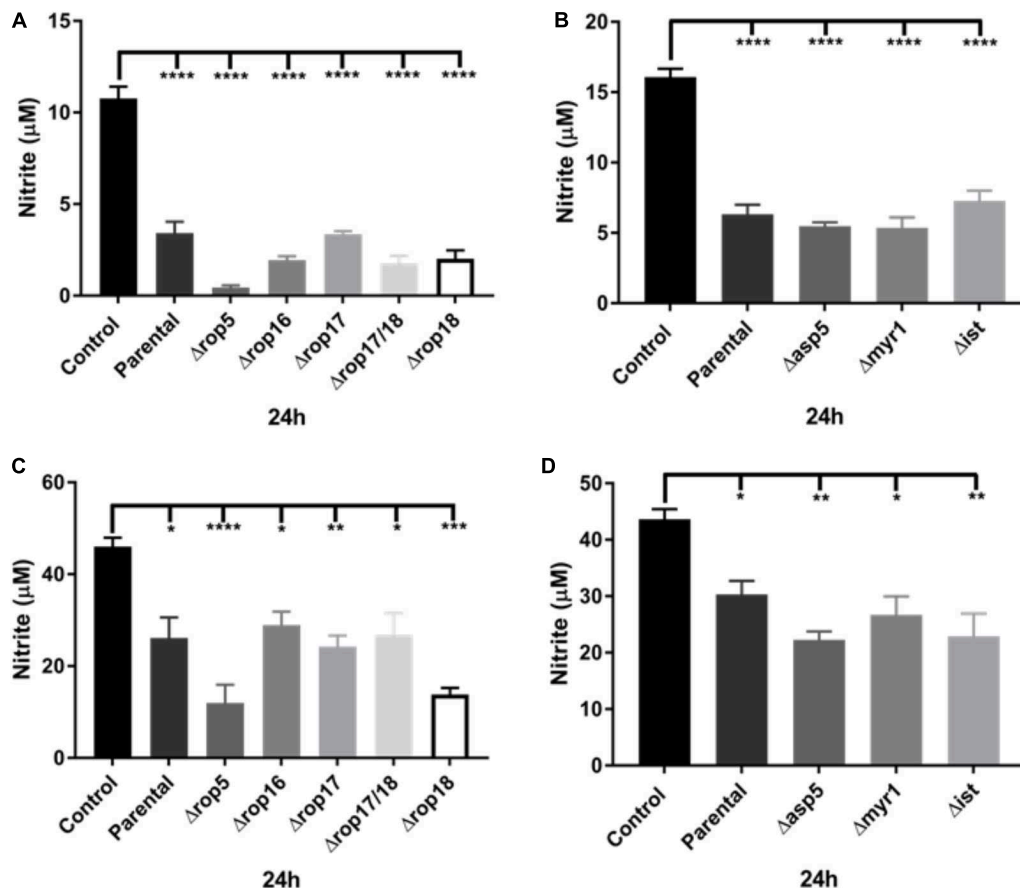 A
Nitrite (μM)
15
10
5
0
**** **** **** **** **** ****
Control Parental Δrop5 Δrop16 Δrop17 Δrop17/18 Δrop18
24h
B
Nitrite (μM)
20
15
10
5
0
**** **** **** ****
Control Parental Δasp5 Δmyr1 Δist
24h
C
Nitrite (μM)
60
40
20
0
* **** * ** * ***
Control Parental Δrop5 Δrop16 Δrop17 Δrop17/18 Δrop18
24h
D
Nitrite (μM)
50
40
30
20
10
0
* ** * **
Control Parental Δasp5 Δmyr1 Δist
24h